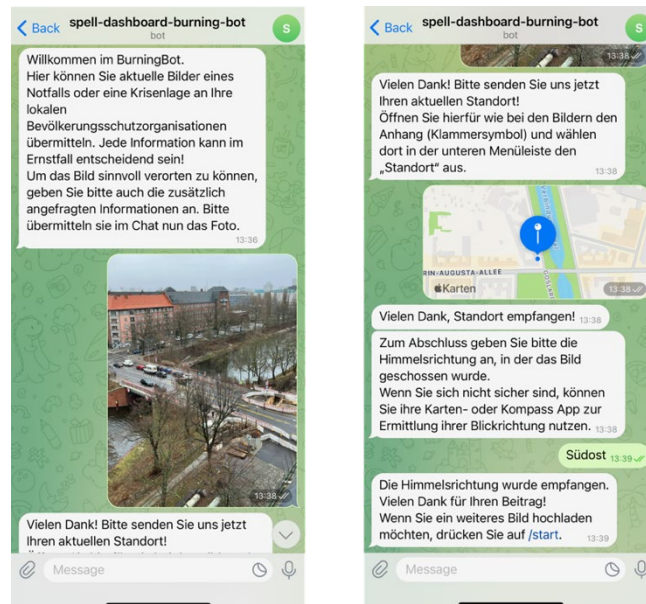 Back
spell-dashboard-burning-bot
bot
S
Willkommen im BurningBot.
Hier können Sie aktuelle Bilder eines
Notfalls oder eine Krisenlage an Ihre
lokalen
Bevölkerungsschutzorganisationen
übermitteln. Jede Information kann im
Ernstfall entscheidend sein!
Um das Bild sinnvoll verorten zu können,
geben Sie bitte auch die zusätzlich
angefragten Informationen an. Bitte
übermitteln sie im Chat nun das Foto.
13:36
13:38
Vielen Dank! Bitte senden Sie uns jetzt
Ihren aktuellen Standort!
Message
Back
spell-dashboard-burning-bot
bot
S
13:38
Vielen Dank! Bitte senden Sie uns jetzt
Ihren aktuellen Standort!
Öffnen Sie hierfür wie bei den Bildern den
Anhang (Klammersymbol) und wählen
dort in der unteren Menüleiste den
„Standort“ aus.
13:38
RIN-AUGUSTA-ALLEE
Karten
13:38
Vielen Dank, Standort empfangen! 13:38
Zum Abschluss geben Sie bitte die
Himmelsrichtung an, in der das Bild
geschossen wurde.
Wenn Sie sich nicht sicher sind, können
Sie ihre Karten- oder Kompass App zur
Ermittlung ihrer Blickrichtung nutzen. 13:38
Südost 13:39
Die Himmelsrichtung wurde empfangen.
Vielen Dank für Ihren Beitrag!
Wenn Sie ein weiteres Bild hochladen
möchten, drücken Sie auf /start. 13:39
Message